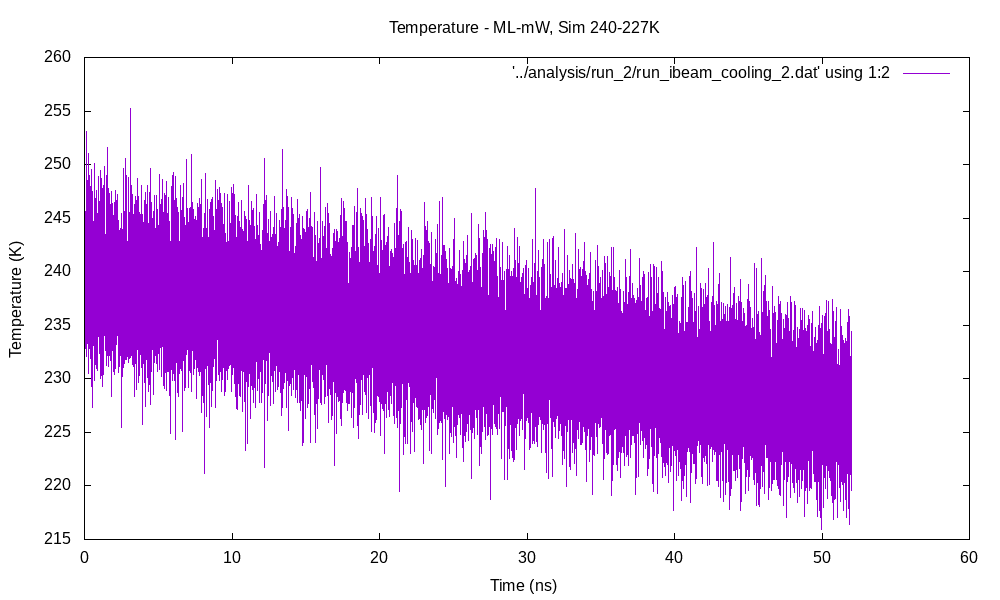 Temperature - ML-mW, Sim 240-227K
'../analysis/run_2/run_ibeam_cooling_2.dat' using 1:2
260
255
250
245
240
235
230
225
220
215
Temperature (K)
0 10 20 30 40 50 60
Time (ns)